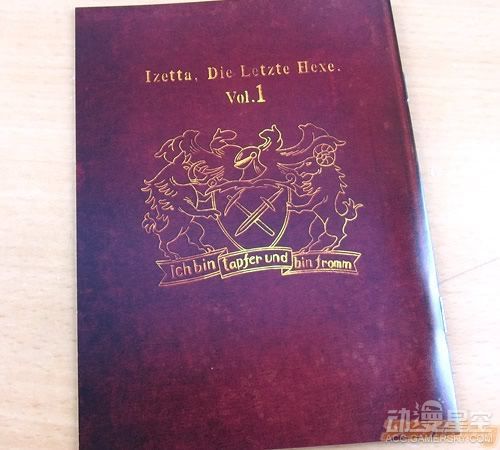 Izetta, Die Letzte Hexe.
Vol.1
Ich bin tapfer und bin fromm
动漫星空
ACG.GAMERSKY.COM